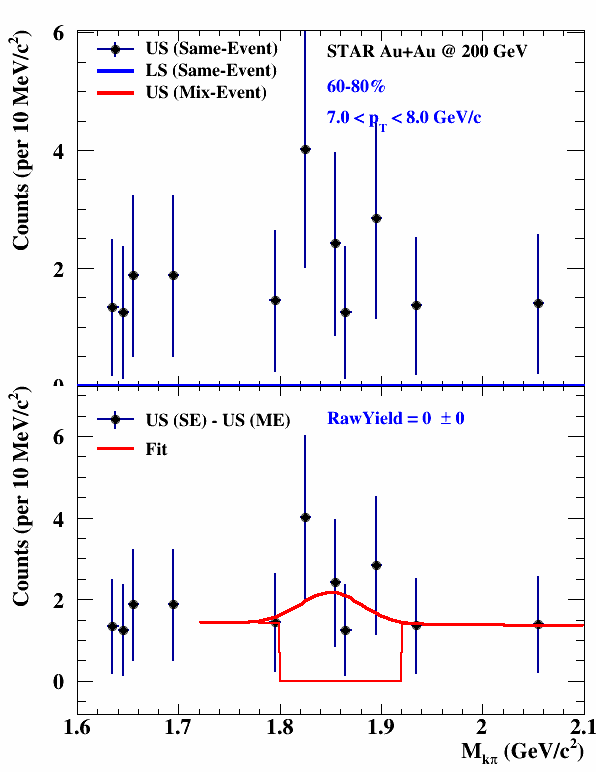 6
US (Same-Event)
LS (Same-Event)
US (Mix-Event)
STAR Au+Au @ 200 GeV
60-80%
7.0 < p_T < 8.0 GeV/c
Counts (per 10 MeV/c²)
4
2
0
US (SE) - US (ME)
Fit
RawYield = 0 ± 0
Counts (per 10 MeV/c²)
6
4
2
0
1.6 1.7 1.8 1.9 2 2.1
M_kπ (GeV/c²)